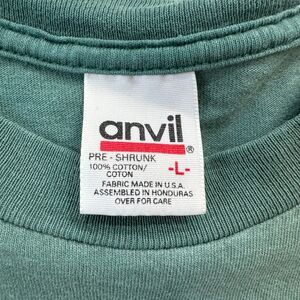 anvil®
PRE - SHRUNK
100% COTTON/
COTON
-L-
FABRIC MADE IN U.S.A.
ASSEMBLED IN HONDURAS
OVER FOR CARE